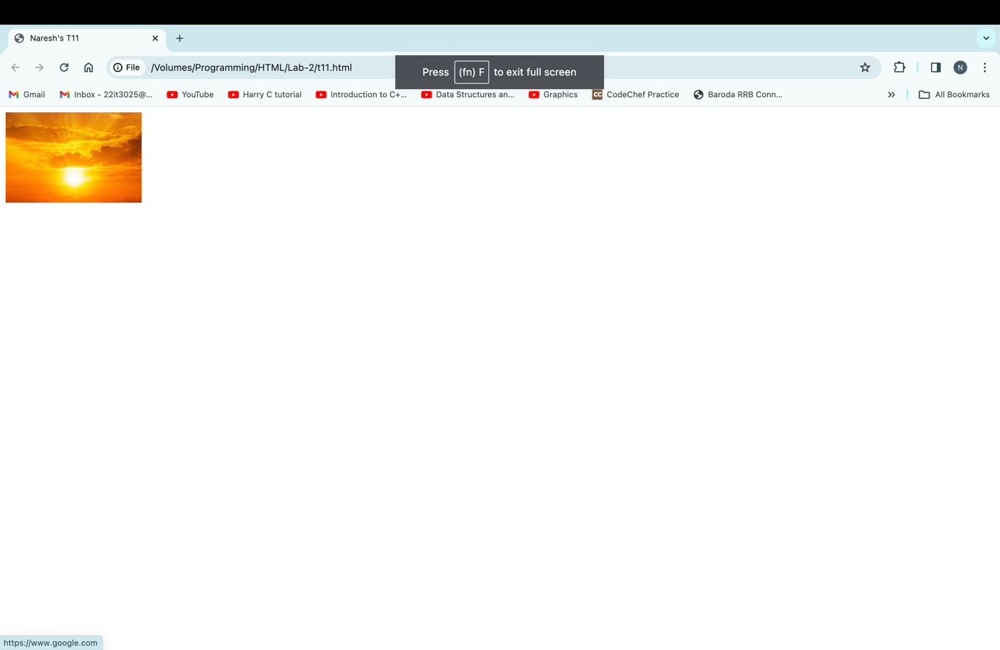 Naresh's T11
File /Volumes/Programming/HTML/Lab-2/t11.html
Press (fn) F to exit full screen
N
Gmail Inbox - 22it3025@... YouTube Harry C tutorial Introduction to C+... Data Structures an... Graphics CC CodeChef Practice Baroda RRB Conn... » All Bookmarks
https://www.google.com